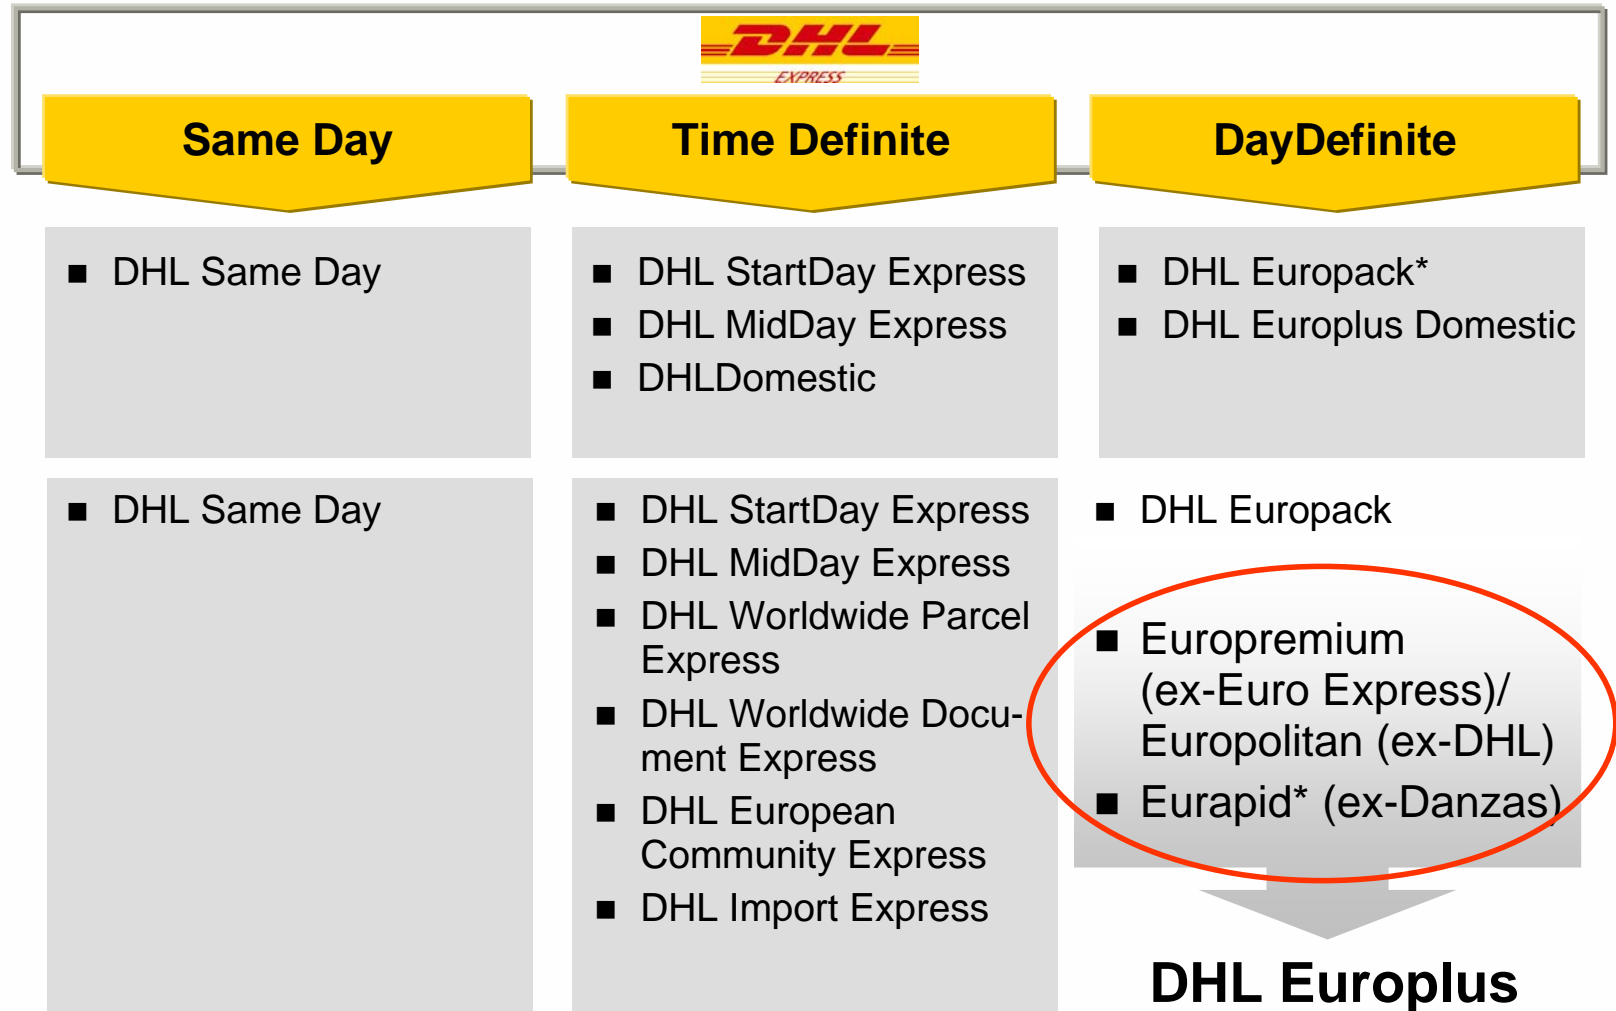 DHL
EXPRESS
Same Day
Time Definite
DayDefinite
■ DHL Same Day
■ DHL StartDay Express
■ DHL MidDay Express
■ DHLDomestic
■ DHL Europack*
■ DHL Europlus Domestic
■ DHL Same Day
■ DHL StartDay Express
■ DHL MidDay Express
■ DHL Worldwide Parcel
Express
■ DHL Worldwide Docu-
ment Express
■ DHL European
Community Express
■ DHL Import Express
■ DHL Europack
■ Europremium
(ex-Euro Express)/
Europolitan (ex-DHL)
■ Eurapid* (ex-Danzas)
DHL Europlus